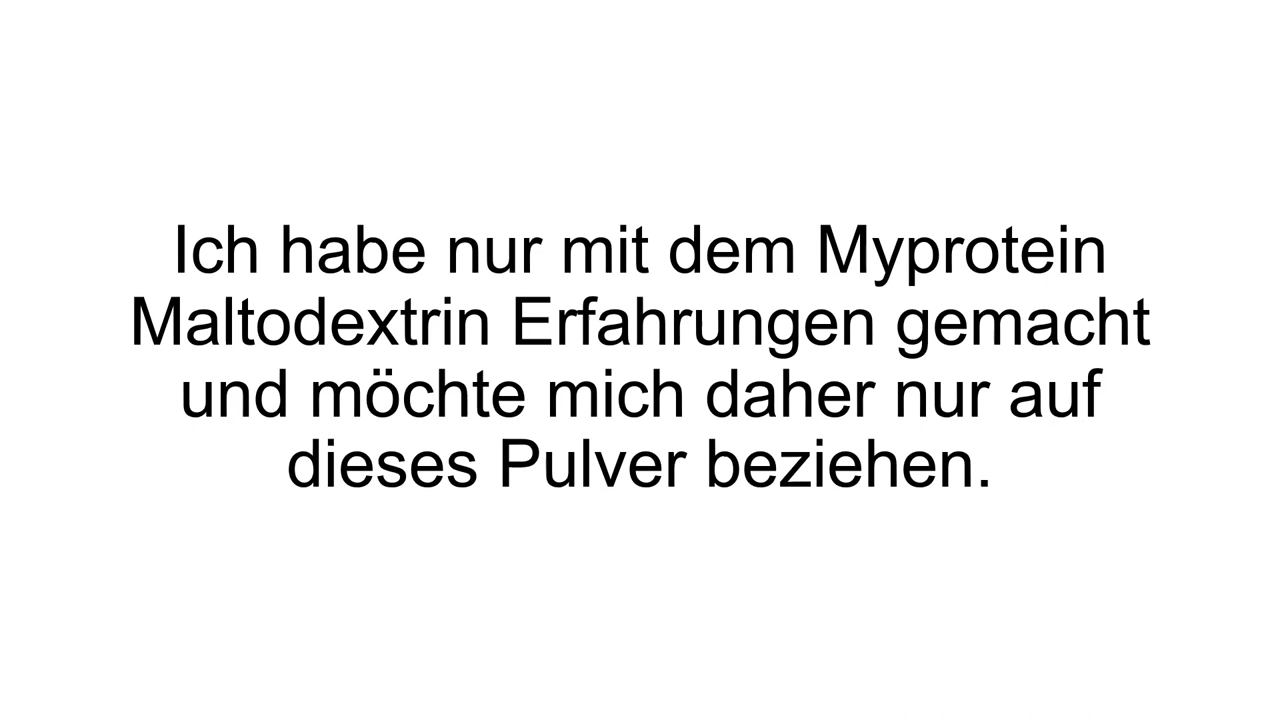 Ich habe nur mit dem Myprotein
Maltodextrin Erfahrungen gemacht
und möchte mich daher nur auf
dieses Pulver beziehen.